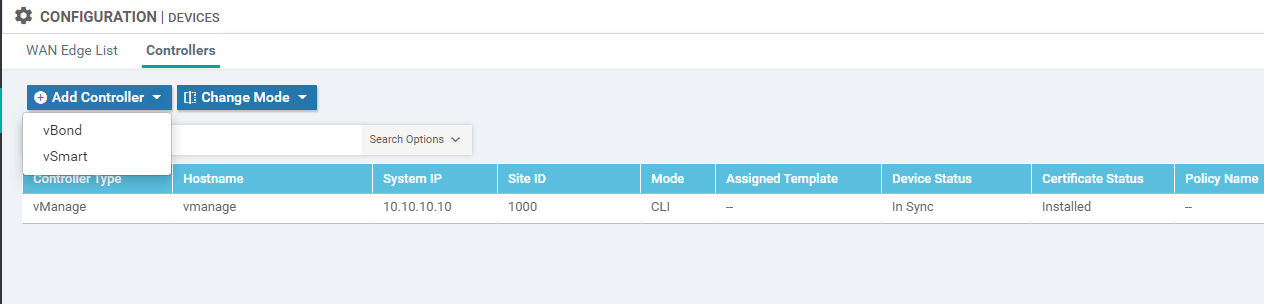 CONFIGURATION | DEVICES
WAN Edge List Controllers
Add Controller Change Mode
vBond
vSmart
Search Options
Controller Type Hostname System IP Site ID Mode Assigned Template Device Status Certificate Status Policy Name
vManage vmanage 10.10.10.10 1000 CLI -- In Sync Installed --